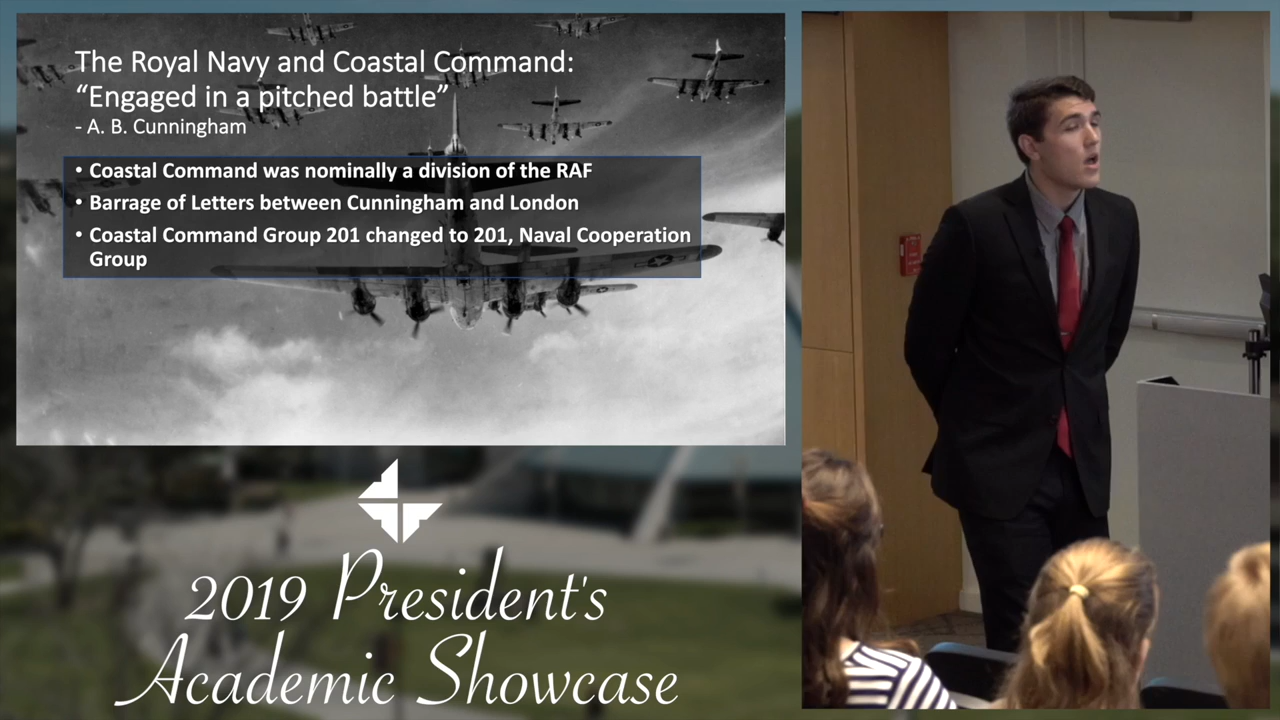 The Royal Navy and Coastal Command:
“Engaged in a pitched battle”
- A. B. Cunningham
• Coastal Command was nominally a division of the RAF
• Barrage of Letters between Cunningham and London
• Coastal Command Group 201 changed to 201, Naval Cooperation
Group
2019 President's
Academic Showcase